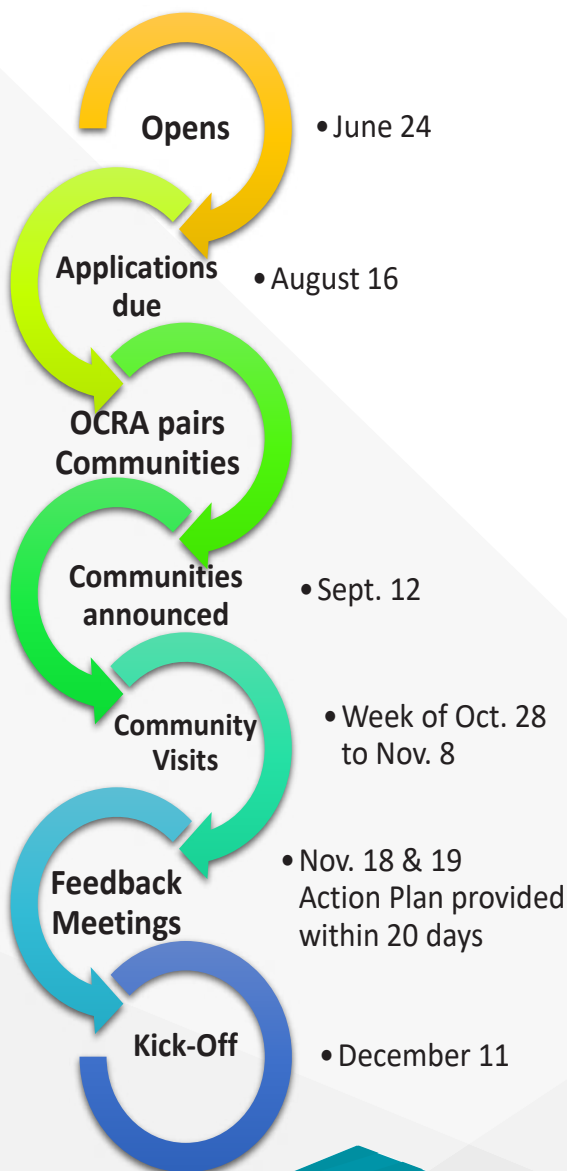 Opens
• June 24
Applications
due
• August 16
OCRA pairs
Communities
Communities
announced
• Sept. 12
Community
Visits
• Week of Oct. 28
to Nov. 8
Feedback
Meetings
• Nov. 18 & 19
Action Plan provided
within 20 days
Kick-Off
• December 11